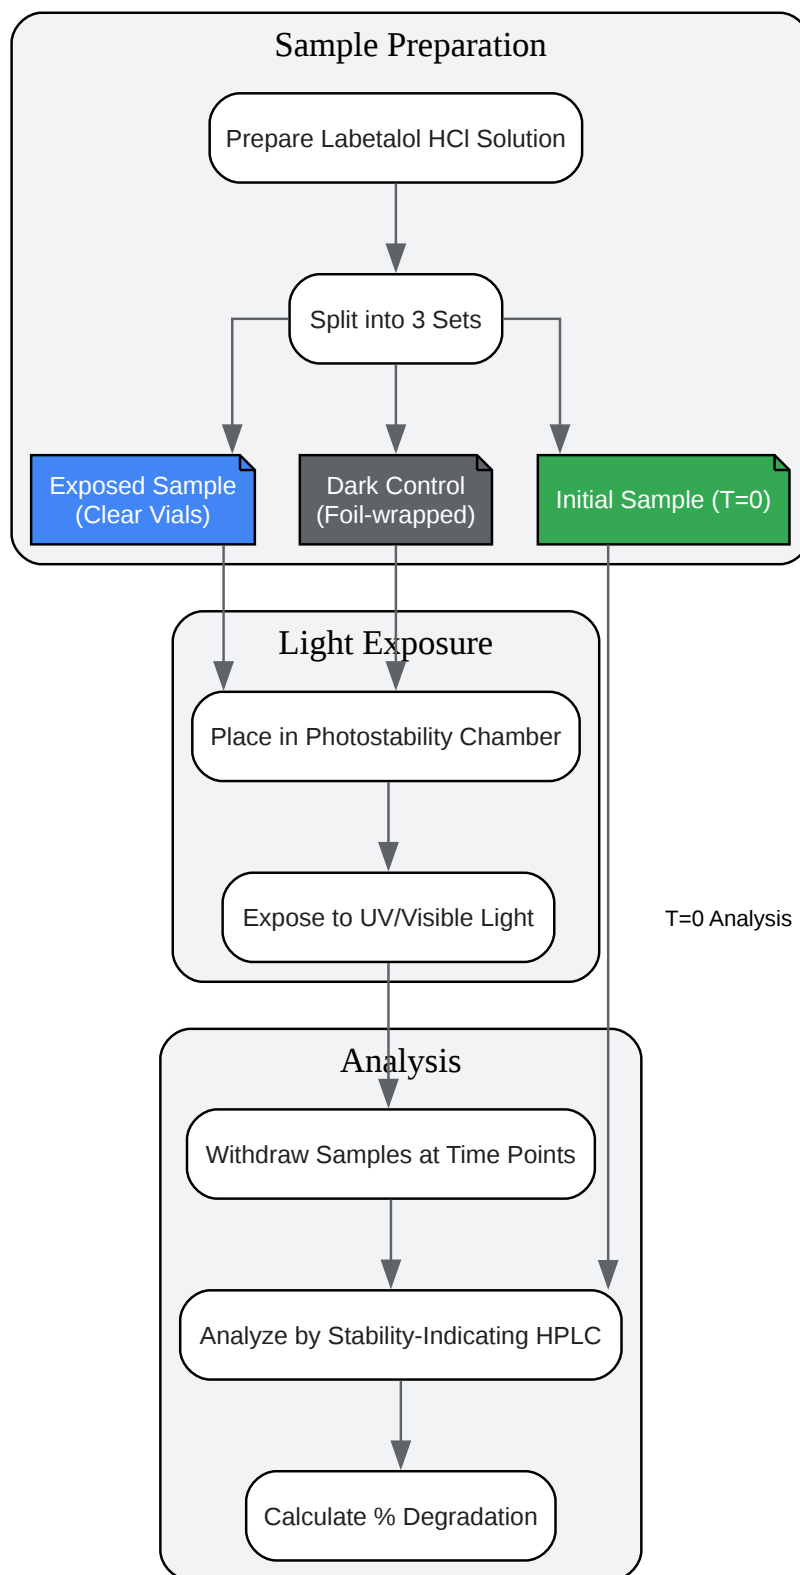 Sample Preparation
Prepare Labetalol HCl Solution
Split into 3 Sets
Exposed Sample
(Clear Vials)
Dark Control
(Foil-wrapped)
Initial Sample (T=0)
Light Exposure
Place in Photostability Chamber
Expose to UV/Visible Light
T=0 Analysis
Analysis
Withdraw Samples at Time Points
Analyze by Stability-Indicating HPLC
Calculate % Degradation